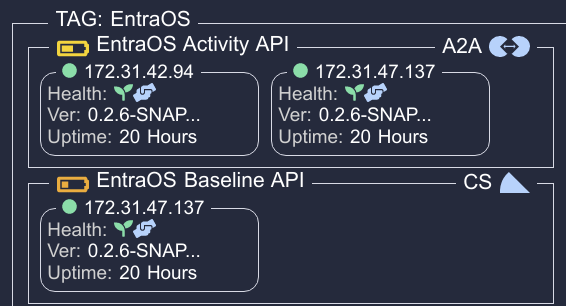 TAG: EntraOS
EntraOS Activity API A2A
172.31.42.94 172.31.47.137
Health: Health:
Ver: 0.2.6-SNAP... Ver: 0.2.6-SNAP...
Uptime: 20 Hours Uptime: 20 Hours
EntraOS Baseline API CS
172.31.47.137
Health:
Ver: 0.2.6-SNAP...
Uptime: 20 Hours